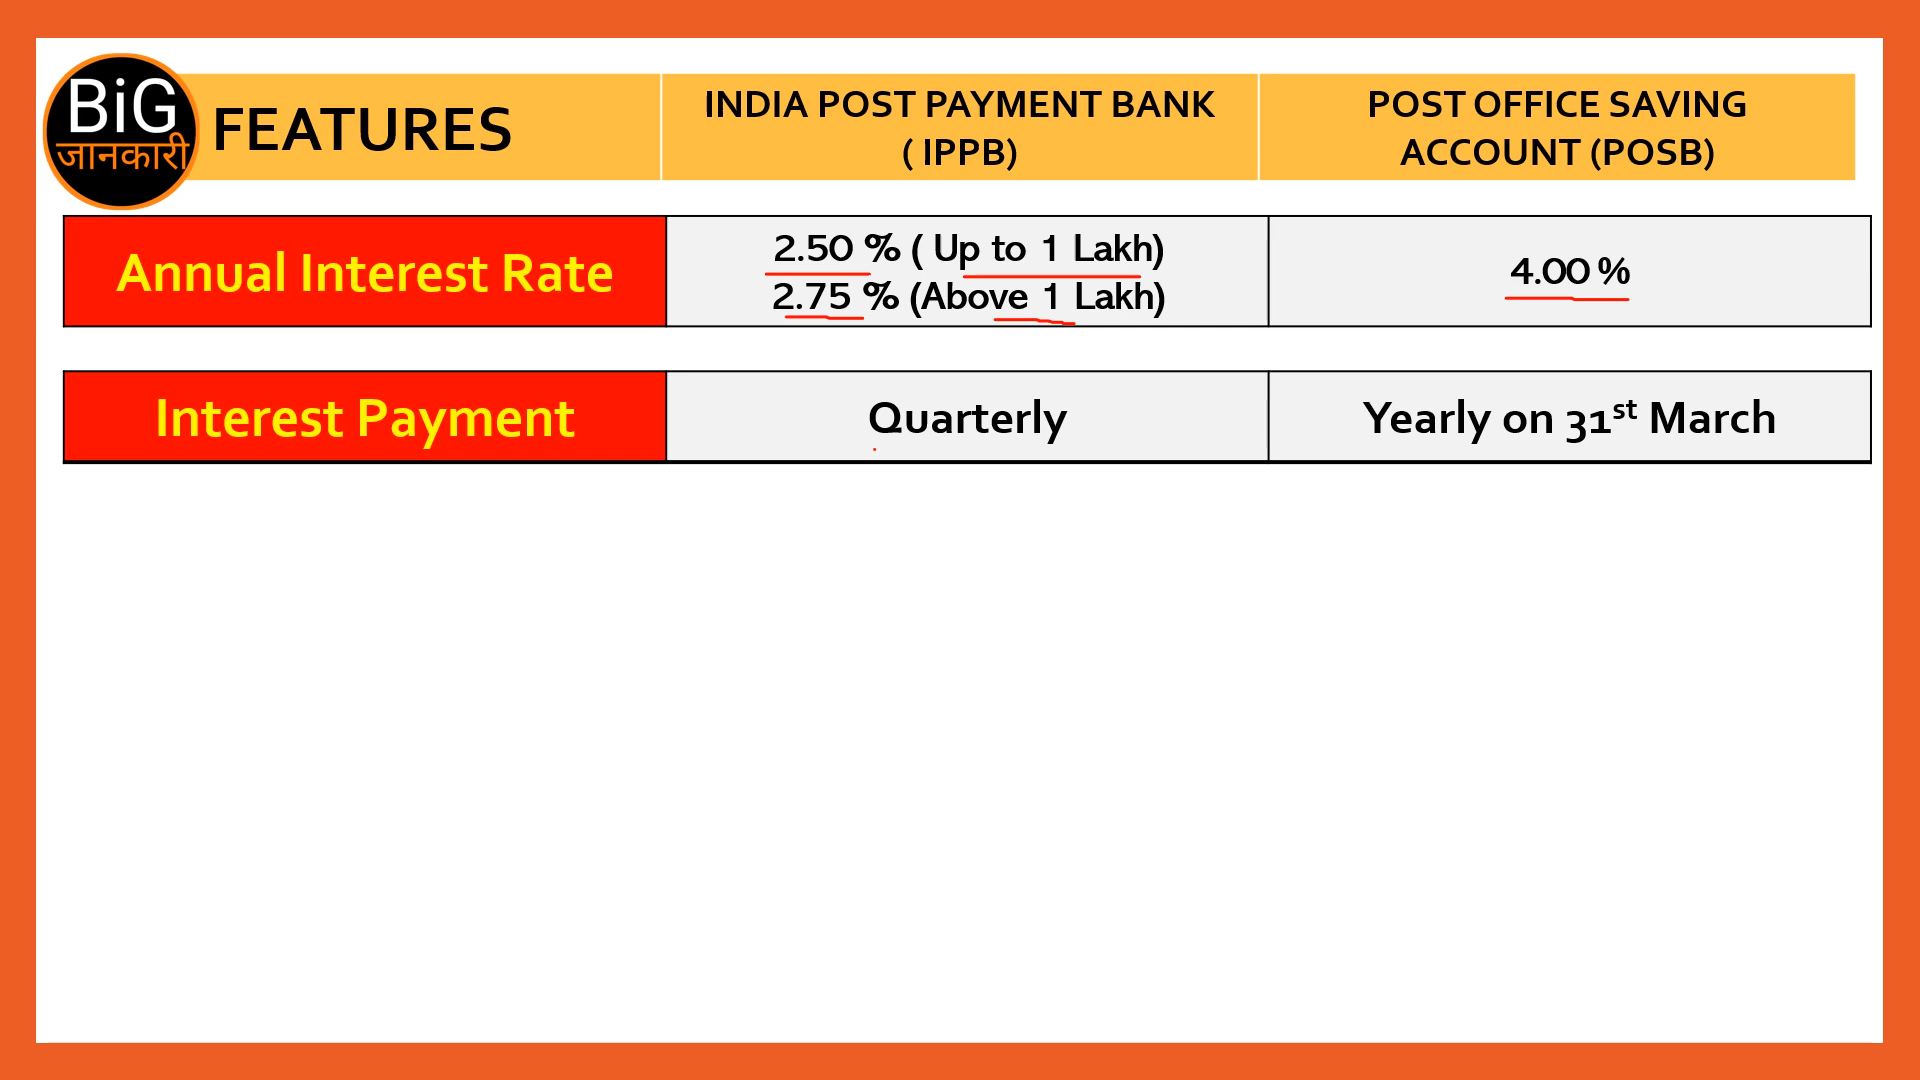 BiG
जानकारी
FEATURES
INDIA POST PAYMENT BANK
( IPPB)
POST OFFICE SAVING
ACCOUNT (POSB)
Annual Interest Rate
2.50 % ( Up to 1 Lakh)
2.75 % (Above 1 Lakh)
4.00 %
Interest Payment
Quarterly
Yearly on 31st March